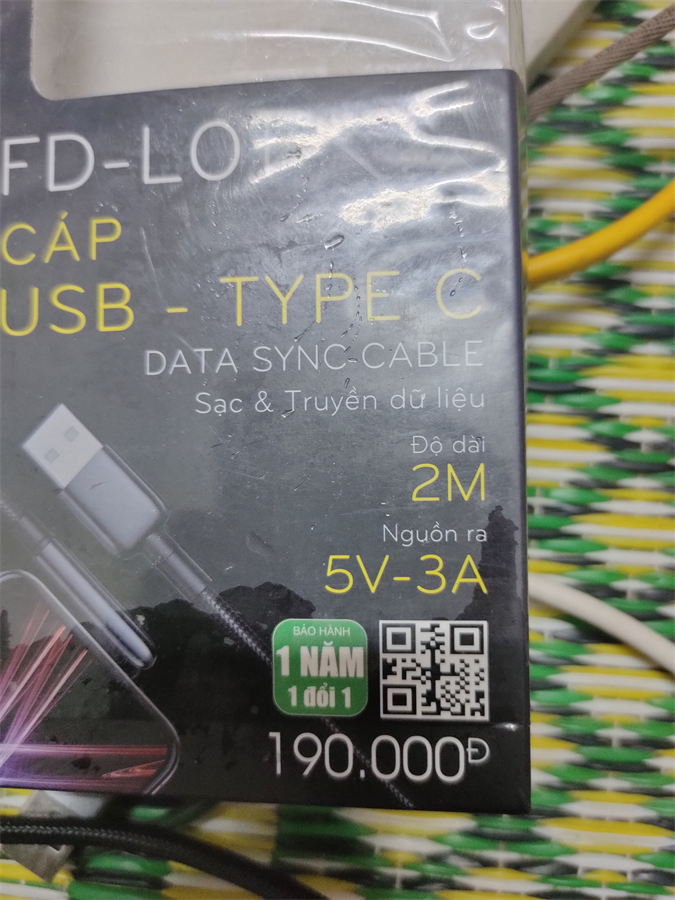 CÁP
USB - TYPE C
DATA SYNC-CABLE
Sạc & Truyền dữ liệu
Độ dài
2M
Nguồn ra
5V-3A
BẢO HÀNH
1 NĂM
1 đổi 1
190.000Đ